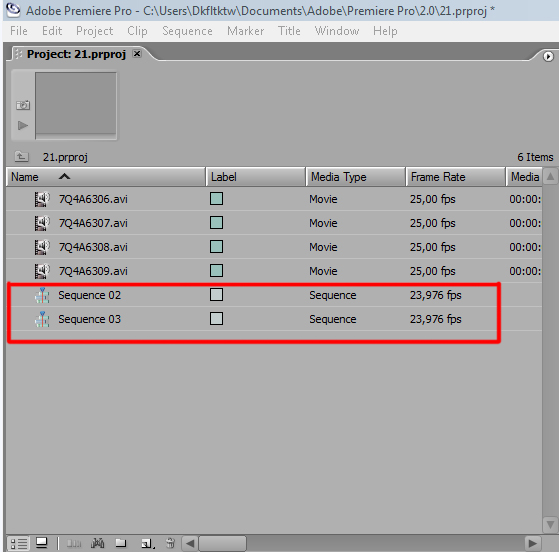 Adobe Premiere Pro - C:\Users\Dkfltktw\Documents\Adobe\Premiere Pro\2.0\21.prproj *
File Edit Project Clip Sequence Marker Title Window Help
Project: 21.prproj
21.prproj 6 Items
Name Label Media Type Frame Rate Media
7Q4A6306.avi Movie 25,00 fps 00:00:
7Q4A6307.avi Movie 25,00 fps 00:00:
7Q4A6308.avi Movie 25,00 fps 00:00:
7Q4A6309.avi Movie 25,00 fps 00:00:
Sequence 02 Sequence 23,976 fps
Sequence 03 Sequence 23,976 fps